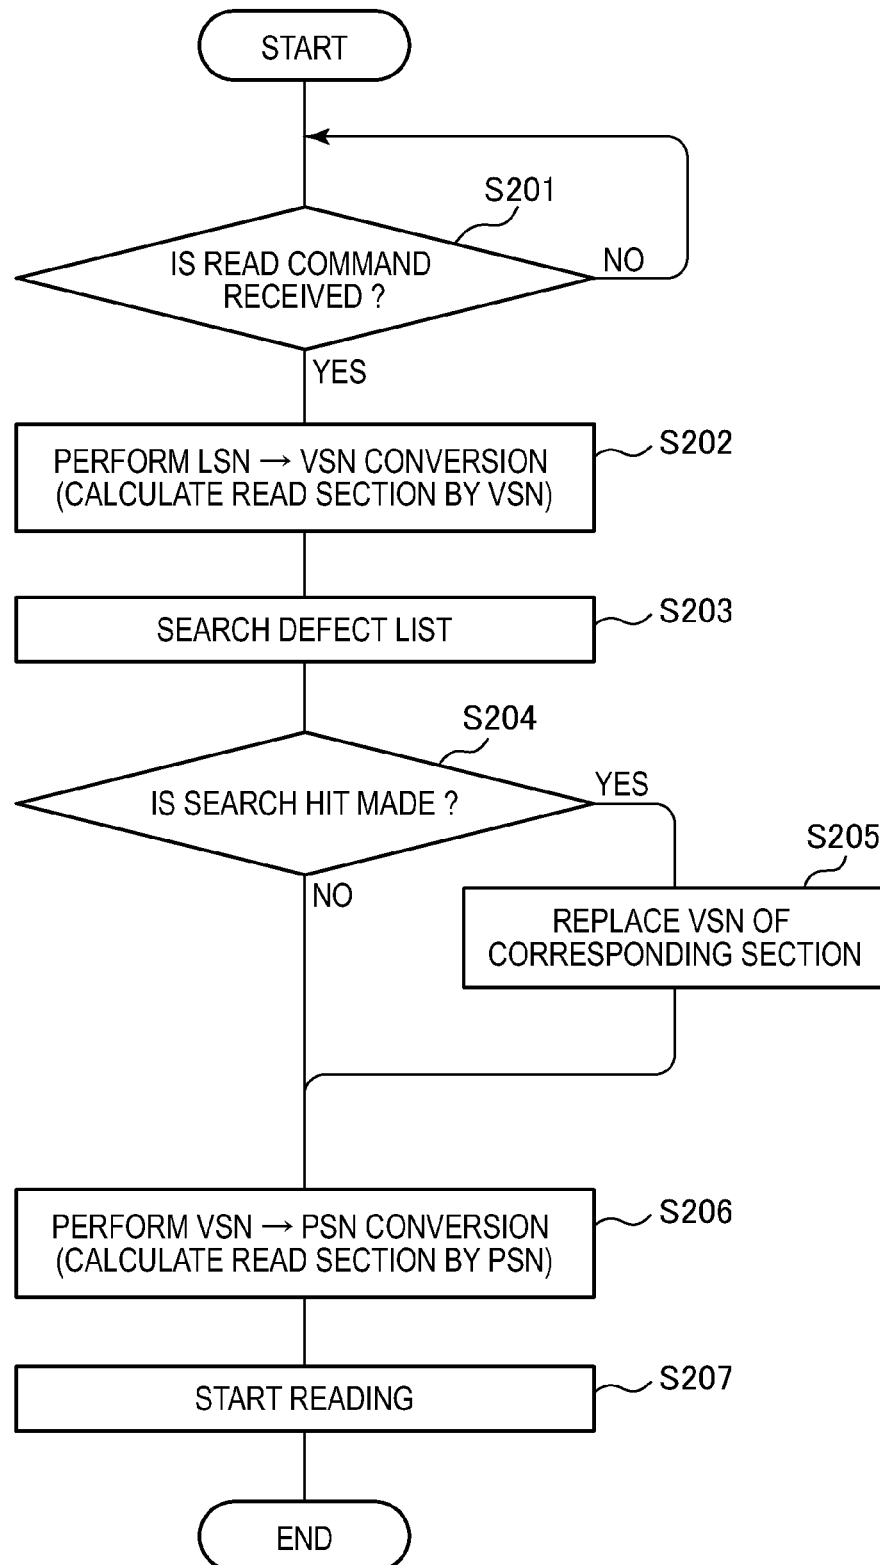 START
S201
IS READ COMMAND
RECEIVED ?
NO
YES
S202
PERFORM LSN → VSN CONVERSION
(CALCULATE READ SECTION BY VSN)
S203
SEARCH DEFECT LIST
S204
IS SEARCH HIT MADE ?
YES
NO
S205
REPLACE VSN OF
CORRESPONDING SECTION
S206
PERFORM VSN → PSN CONVERSION
(CALCULATE READ SECTION BY PSN)
S207
START READING
END